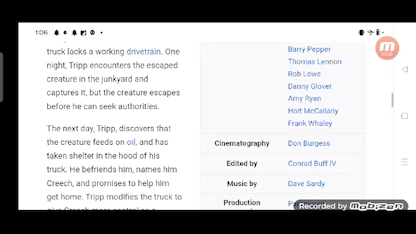 1:06
truck lacks a working drivetrain. One
night, Tripp encounters the escaped
creature in the junkyard and
captures it, but the creature escapes
before he can seek authorities.
The next day, Tripp, discovers that
the creature feeds on oil, and has
taken shelter in the hood of his
truck. He befriends him, names him
Creech, and promises to help him
get home. Tripp modifies the truck to
Barry Pepper
Thomas Lennon
Rob Lowe
Danny Glover
Amy Ryan
Holt McCallany
Frank Whaley
Cinematography Don Burgess
Edited by Conrad Buff IV
Music by Dave Sardy
Production
Recorded by Mobizen